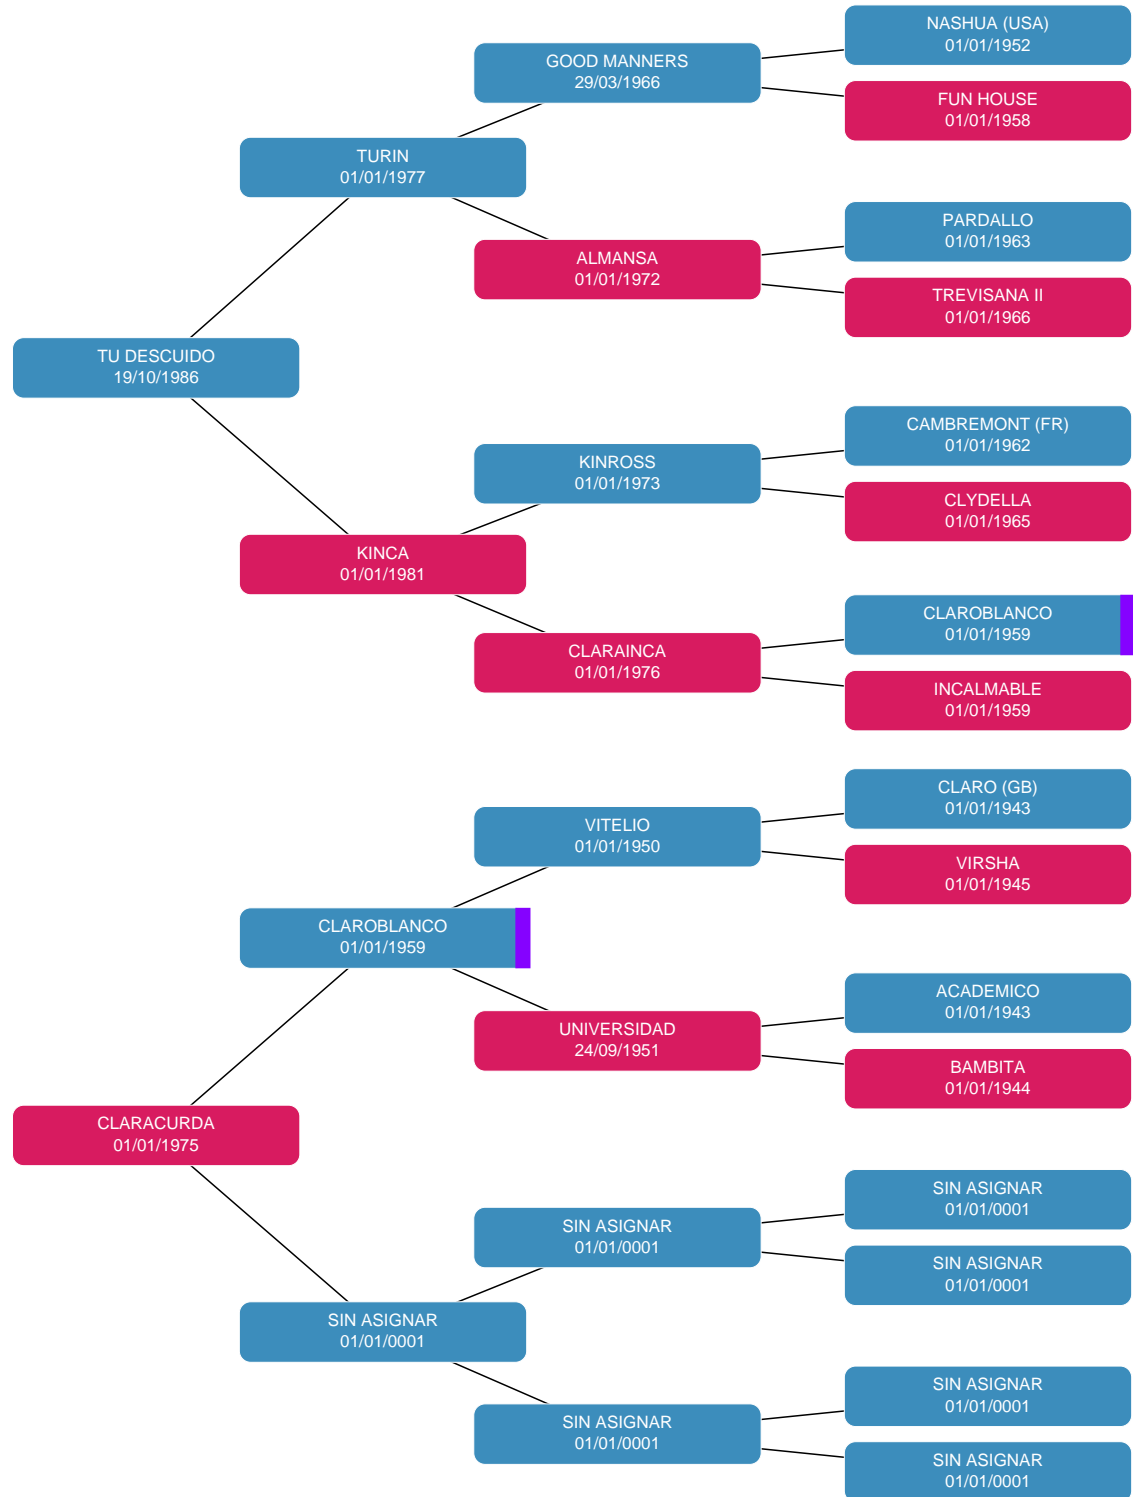 NASHUA (USA)
01/01/1952
GOOD MANNERS
29/03/1966
FUN HOUSE
01/01/1958
TURIN
01/01/1977
PARDALLO
01/01/1963
ALMANSA
01/01/1972
TREVISANA II
01/01/1966
TU DESCUIDO
19/10/1986
CAMBREMONT (FR)
01/01/1962
KINROSS
01/01/1973
CLYDELLA
01/01/1965
KINCA
01/01/1981
CLAROBLANCO
01/01/1959
CLARAINCA
01/01/1976
INCALMABLE
01/01/1959
CLARO (GB)
01/01/1943
VITELIO
01/01/1950
VIRSHA
01/01/1945
CLAROBLANCO
01/01/1959
ACADEMICO
01/01/1943
UNIVERSIDAD
24/09/1951
BAMBITA
01/01/1944
CLARACURDA
01/01/1975
SIN ASIGNAR
01/01/0001
SIN ASIGNAR
01/01/0001
SIN ASIGNAR
01/01/0001
SIN ASIGNAR
01/01/0001
SIN ASIGNAR
01/01/0001
SIN ASIGNAR
01/01/0001
SIN ASIGNAR
01/01/0001